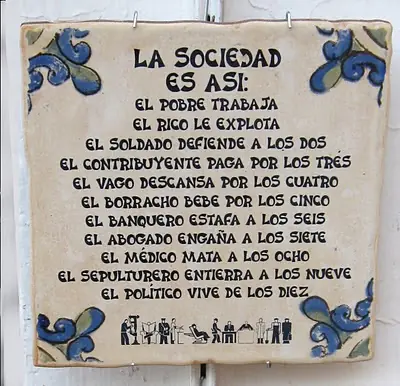 LA SOCIEDAD
ES ASI:
EL POBRE TRABAJA
EL RICO LE EXPLOTA
EL SOLDADO DEFIENDE A LOS DOS
EL CONTRIBUYENTE PAGA POR LOS TRÉS
EL VAGO DESCANSA POR LOS CUATRO
EL BORRACHO BEBE POR LOS CINCO
EL BANQUERO ESTAFA A LOS SEIS
EL ABOGADO ENGAÑA A LOS SIETE
EL MÉDICO MATA A LOS OCHO
EL SEPULTURERO ENTIERRA A LOS NUEVE
EL POLÍTICO VIVE DE LOS DIEZ